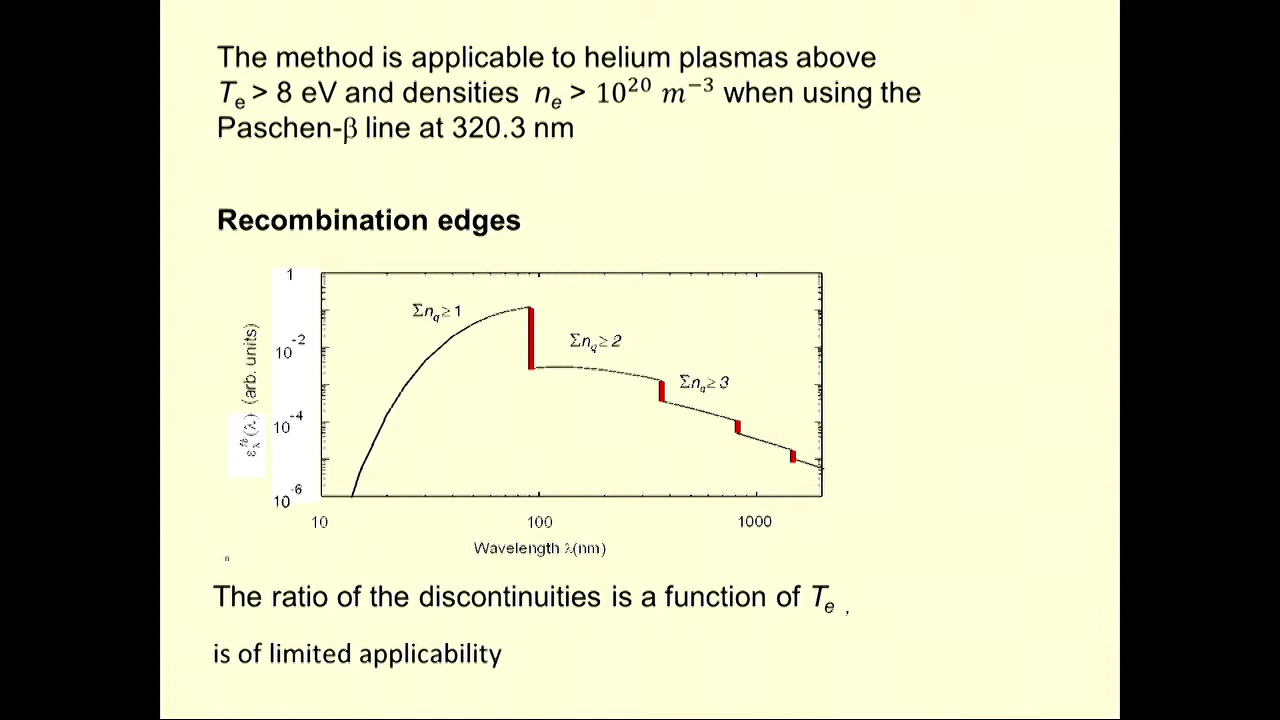 The method is applicable to helium plasmas above
Tₑ > 8 eV and densities nₑ > 10²⁰ m⁻³ when using the
Paschen-β line at 320.3 nm
Recombination edges
1
10⁻²
10⁻⁴
10⁻⁶
(arb. units)
Σn_q ≥ 1
Σn_q ≥ 2
Σn_q ≥ 3
10
100
1000
Wavelength λ(nm)
The ratio of the discontinuities is a function of Tₑ ,
is of limited applicability